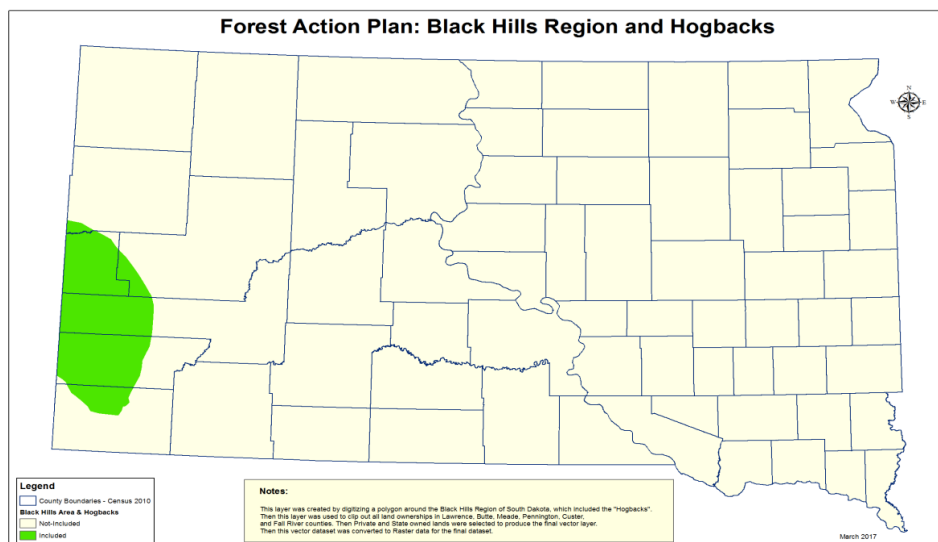 Forest Action Plan: Black Hills Region and Hogbacks
N
W E
S
Legend
County Boundaries - Census 2010
Black Hills Area & Hogbacks
Not-Included
Included
Notes:
This layer was created by digitizing a polygon around the Black Hills Region of South Dakota, which included the "Hogbacks".
Then this layer was used to clip out all land ownerships in Lawrence, Butte, Meade, Pennington, Custer,
and Fall River counties. Then Private and State owned lands were selected to produce the final vector layer.
Then this vector dataset was converted to Raster data for the final dataset.
March 2017